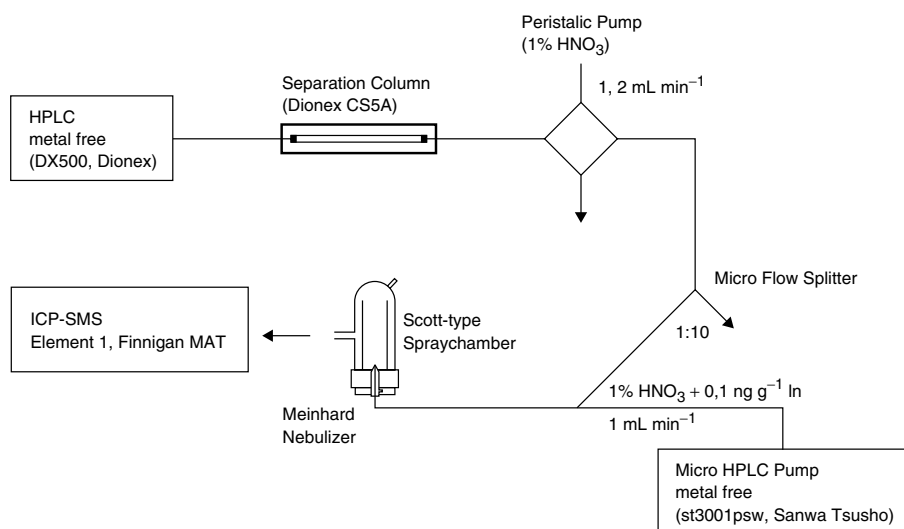 Peristalic Pump
(1% HNO₃)
1, 2 mL min⁻¹
Separation Column
(Dionex CS5A)
HPLC
metal free
(DX500, Dionex)
Micro Flow Splitter
1:10
ICP-SMS
Element 1, Finnigan MAT
Scott-type
Spraychamber
Meinhard
Nebulizer
1% HNO₃ + 0,1 ng g⁻¹ In
1 mL min⁻¹
Micro HPLC Pump
metal free
(st3001psw, Sanwa Tsusho)